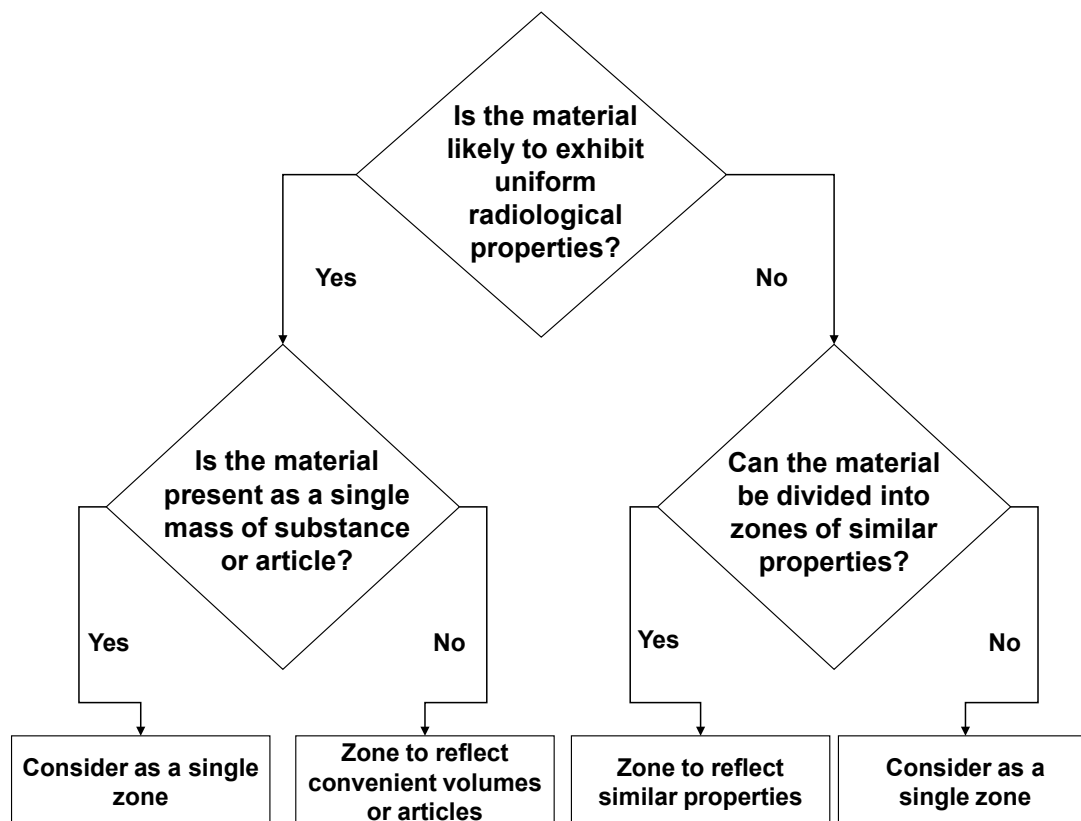 Is the material
likely to exhibit
uniform
radiological
properties?
Yes
No
Is the material
present as a single
mass of substance
or article?
Can the material
be divided into
zones of similar
properties?
Yes
No
Yes
No
Consider as a single
zone
Zone to reflect
convenient volumes
or articles
Zone to reflect
similar properties
Consider as a
single zone